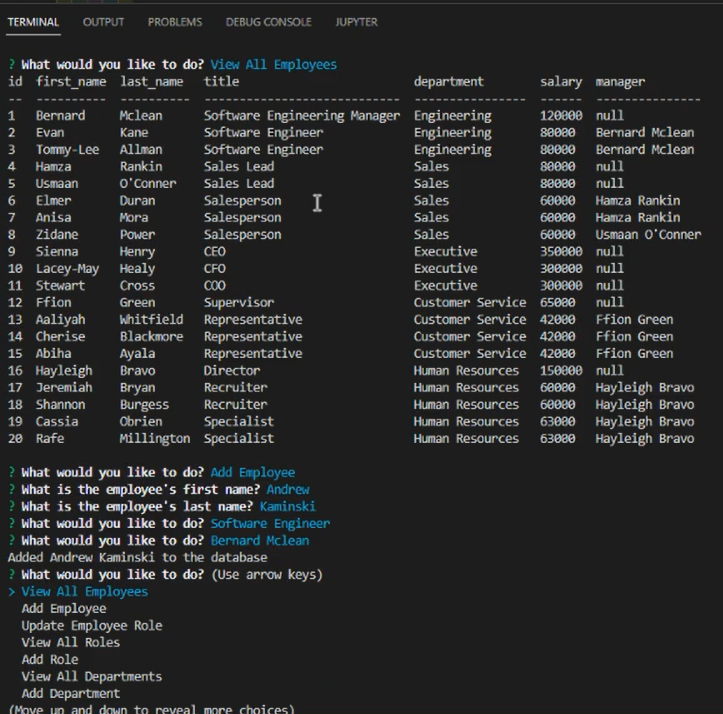 TERMINAL OUTPUT PROBLEMS DEBUG CONSOLE JUPYTER
? What would you like to do? View All Employees
id first_name last_name title department salary manager
-- ---------- ---------- ---------------------------- ---------------- ------ ---------------
1 Bernard Mclean Software Engineering Manager Engineering 120000 null
2 Evan Kane Software Engineer Engineering 80000 Bernard Mclean
3 Tommy-Lee Allman Software Engineer Engineering 80000 Bernard Mclean
4 Hamza Rankin Sales Lead Sales 80000 null
5 Usmaan O'Conner Sales Lead Sales 80000 null
6 Elmer Duran Salesperson Sales 60000 Hamza Rankin
7 Anisa Mora Salesperson Sales 60000 Hamza Rankin
8 Zidane Power Salesperson Sales 60000 Usmaan O'Conner
9 Sienna Henry CEO Executive 350000 null
10 Lacey-May Healy CFO Executive 300000 null
11 Stewart Cross COO Executive 300000 null
12 Ffion Green Supervisor Customer Service 65000 null
13 Aaliyah Whitfield Representative Customer Service 42000 Ffion Green
14 Cherise Blackmore Representative Customer Service 42000 Ffion Green
15 Abiha Ayala Representative Customer Service 42000 Ffion Green
16 Hayleigh Bravo Director Human Resources 150000 null
17 Jeremiah Bryan Recruiter Human Resources 60000 Hayleigh Bravo
18 Shannon Burgess Recruiter Human Resources 60000 Hayleigh Bravo
19 Cassia Obrien Specialist Human Resources 63000 Hayleigh Bravo
20 Rafe Millington Specialist Human Resources 63000 Hayleigh Bravo
? What would you like to do? Add Employee
? What is the employee's first name? Andrew
? What is the employee's last name? Kaminski
? What would you like to do? Software Engineer
? What would you like to do? Bernard Mclean
Added Andrew Kaminski to the database
? What would you like to do? (Use arrow keys)
> View All Employees
Add Employee
Update Employee Role
View All Roles
Add Role
View All Departments
Add Department
(Move up and down to reveal more choices)